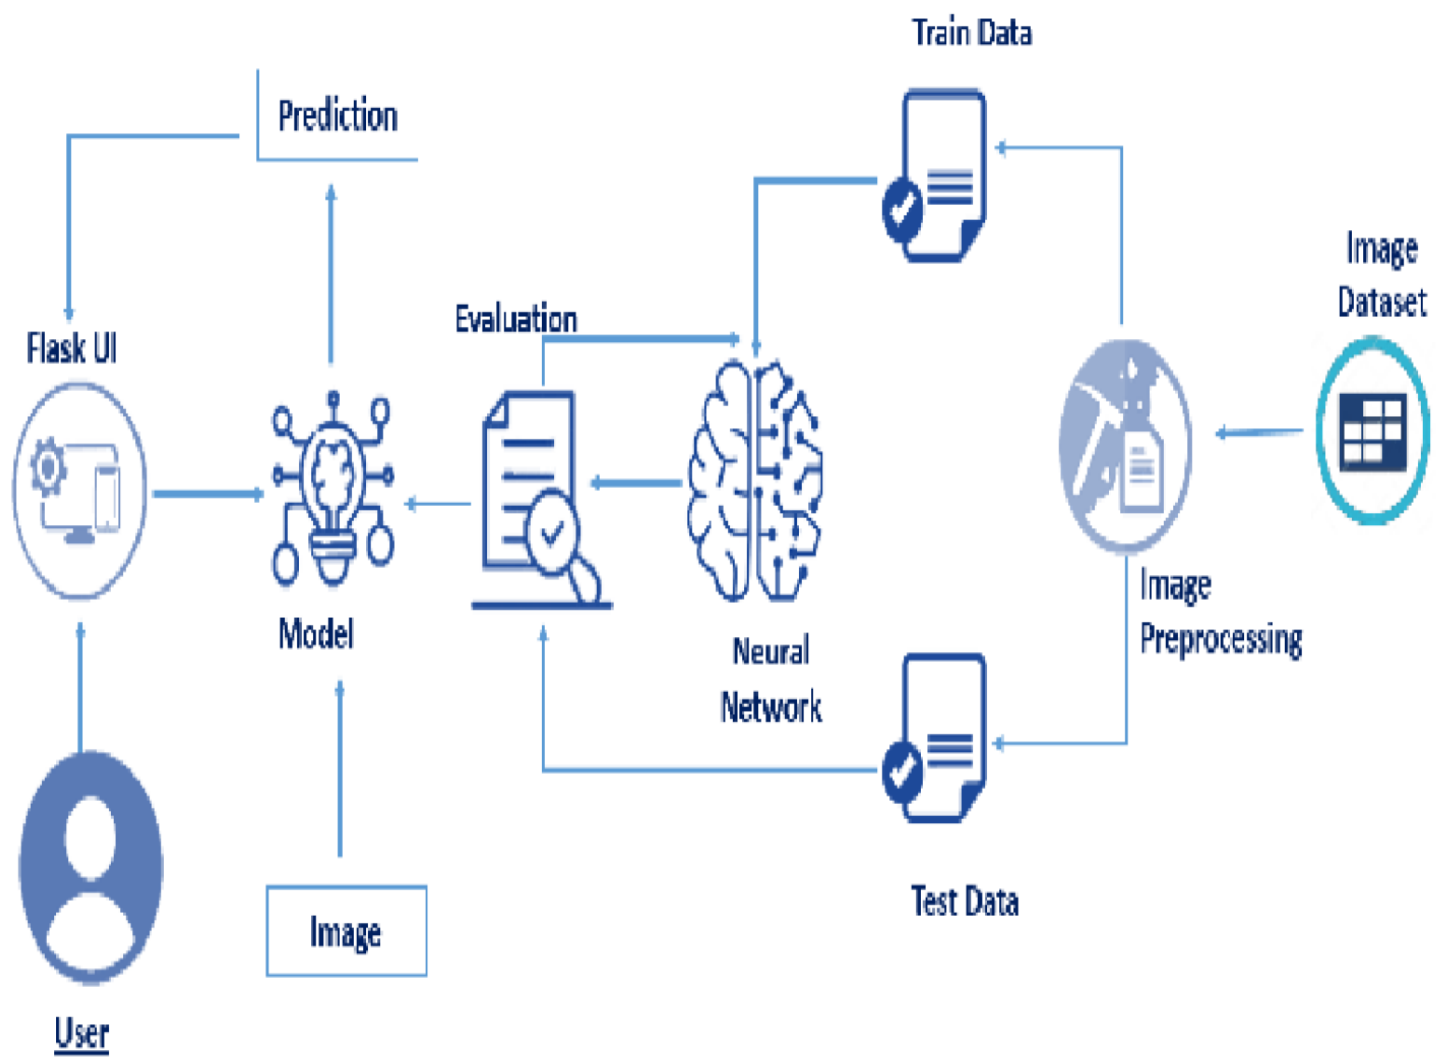 Train Data
Prediction
Image
Dataset
Evaluation
Flask UI
Image
Preprocessing
Model
Neural
Network
Test Data
Image
User